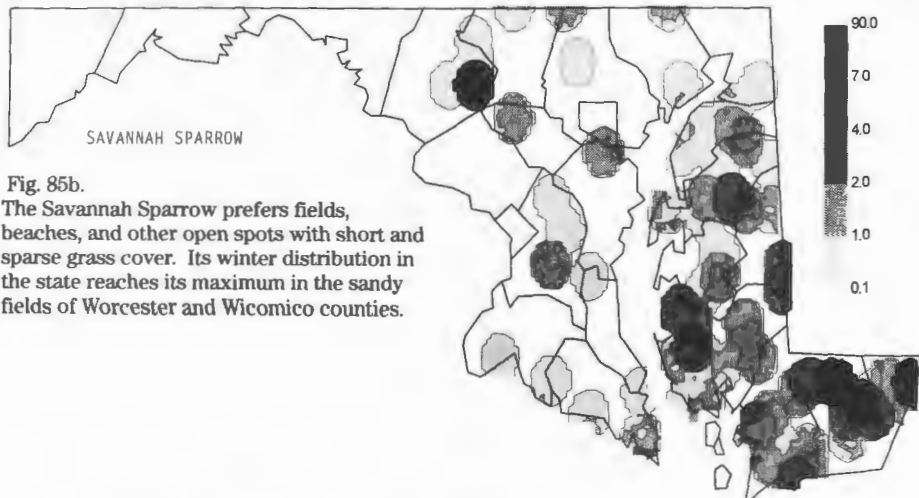 SAVANNAH SPARROW
Fig. 85b.
The Savannah Sparrow prefers fields,
beaches, and other open spots with short and
sparse grass cover. Its winter distribution in
the state reaches its maximum in the sandy
fields of Worcester and Wicomico counties.
90.0
7.0
4.0
2.0
1.0
0.1